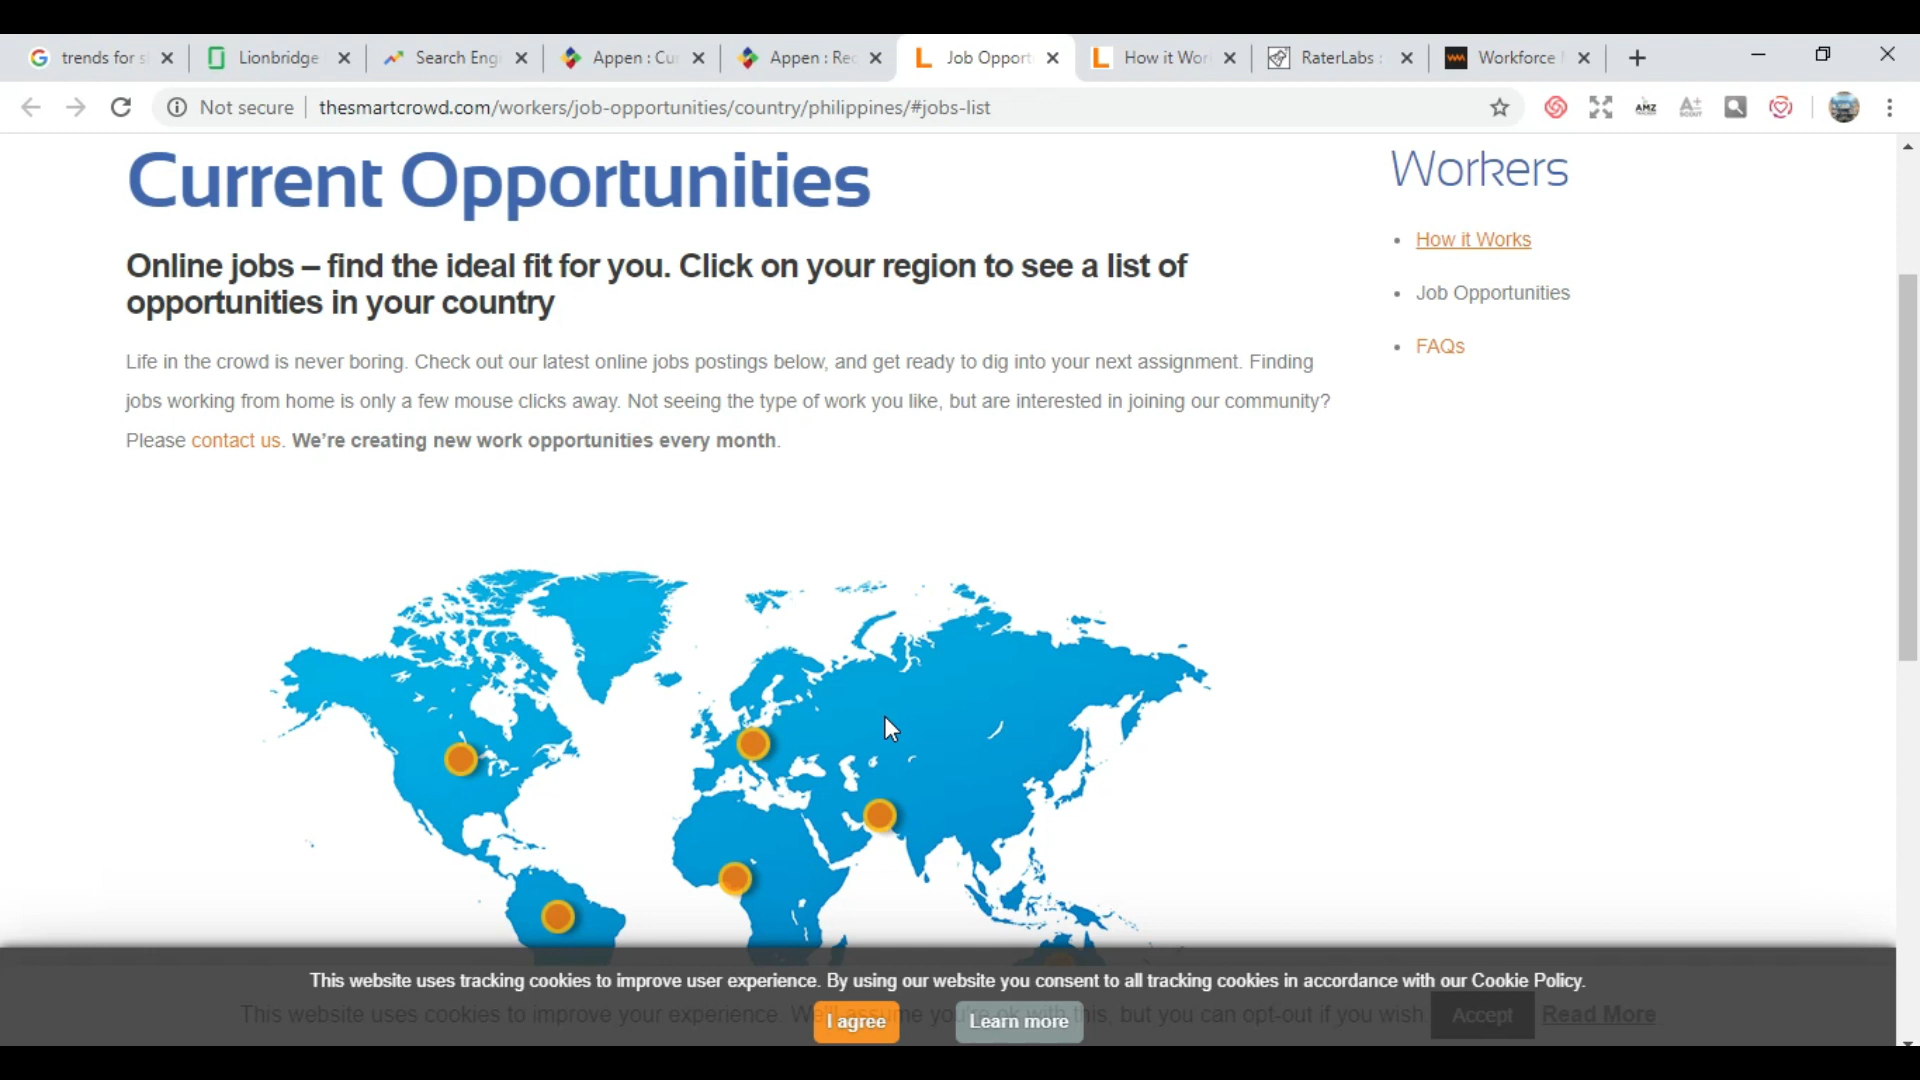 trends for s
Lionbridge
Search Eng
Appen : Cu
Appen : Rec
Job Opport
How it Wor
RaterLabs :
Workforce
Not secure
thesmartcrowd.com/workers/job-opportunities/country/philippines/#jobs-list
Current Opportunities
Online jobs – find the ideal fit for you. Click on your region to see a list of
opportunities in your country
Life in the crowd is never boring. Check out our latest online jobs postings below, and get ready to dig into your next assignment. Finding
jobs working from home is only a few mouse clicks away. Not seeing the type of work you like, but are interested in joining our community?
Please contact us. We're creating new work opportunities every month.
Workers
How it Works
Job Opportunities
FAQs
This website uses tracking cookies to improve user experience. By using our website you consent to all tracking cookies in accordance with our Cookie Policy.
This website uses cookies to improve your experience. We'll assume you're ok with this, but you can opt-out if you wish.
Accept
Read More
I agree
Learn more